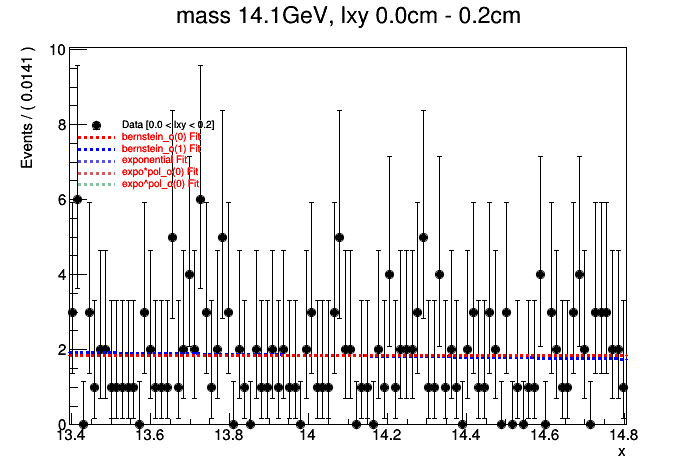 mass 14.1GeV, lxy 0.0cm - 0.2cm
Events / ( 0.0141 )
10
8
6
4
2
0
Data [0.0 < lxy < 0.2]
bernstein_o(0) Fit
bernstein_o(1) Fit
exponential Fit
expo*pol_o(0) Fit
expo^pol_o(0) Fit
13.4 13.6 13.8 14 14.2 14.4 14.6 14.8
x